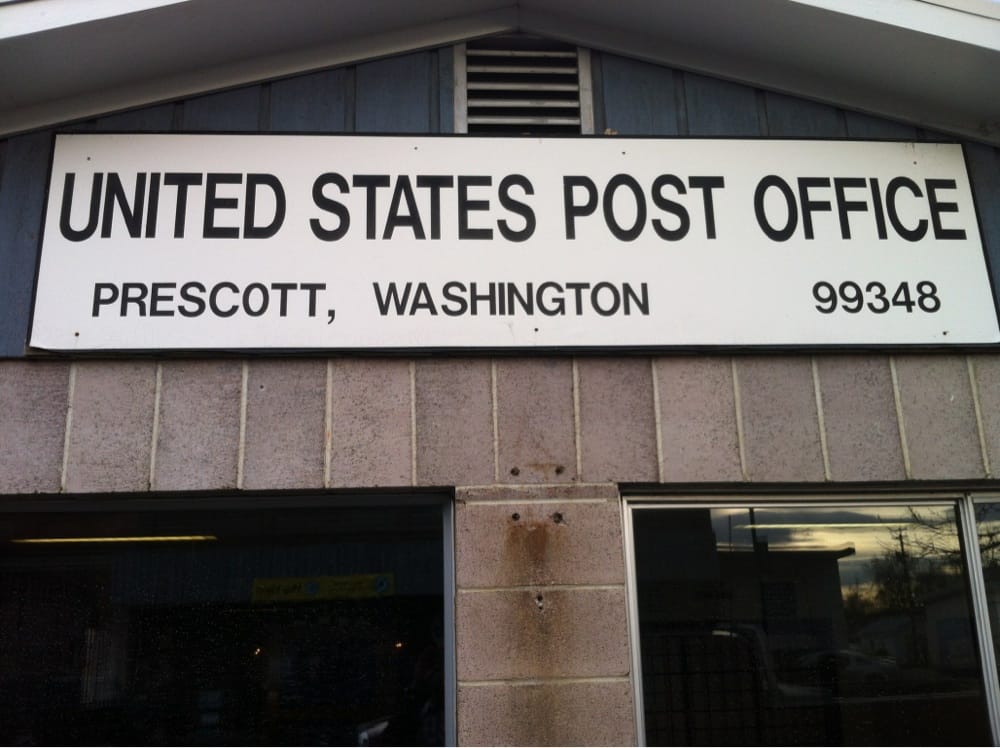 UNITED STATES POST OFFICE
PRESCOTT, WASHINGTON 99348